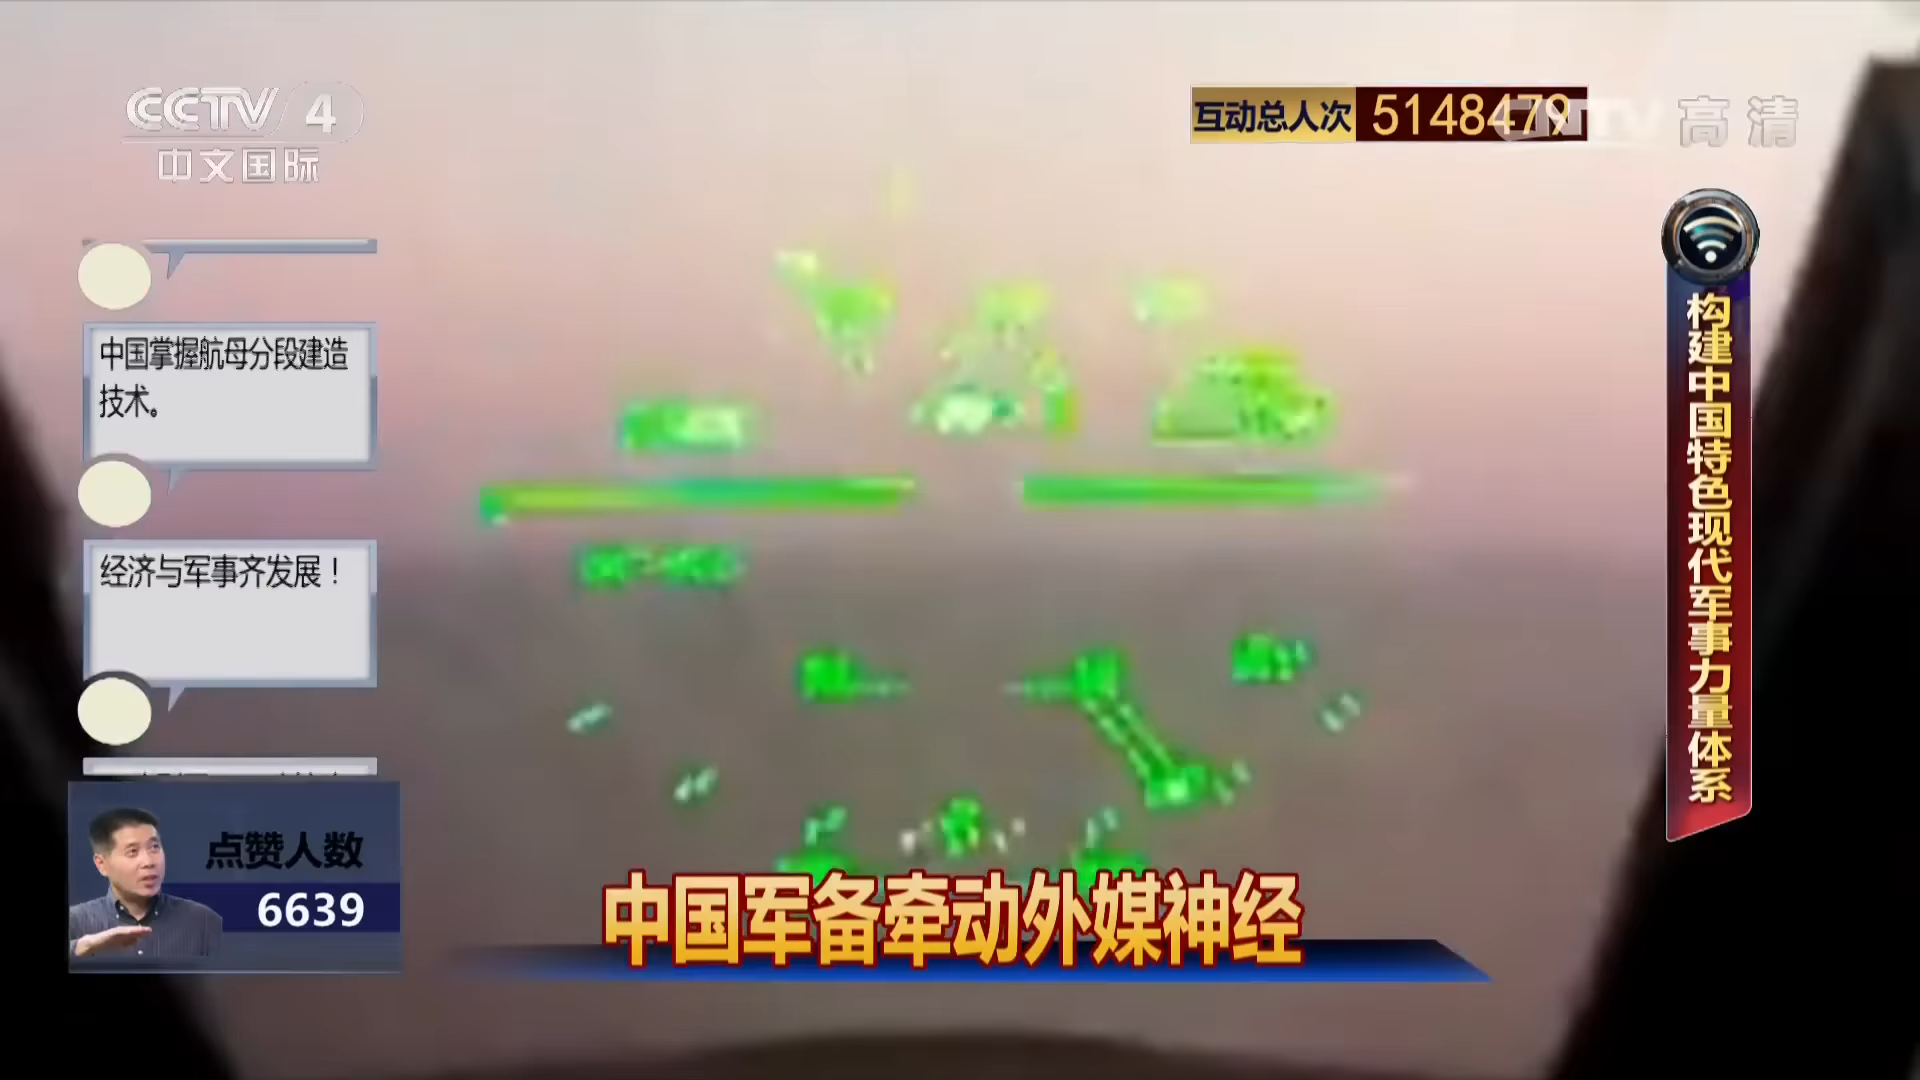 CCTV 4
中文国际
互动总人次 5148479
高清
中国掌握航母分段建造
技术。
经济与军事齐发展！
点赞人数
6639
构建中国特色现代军事力量体系
中国军备牵动外媒神经